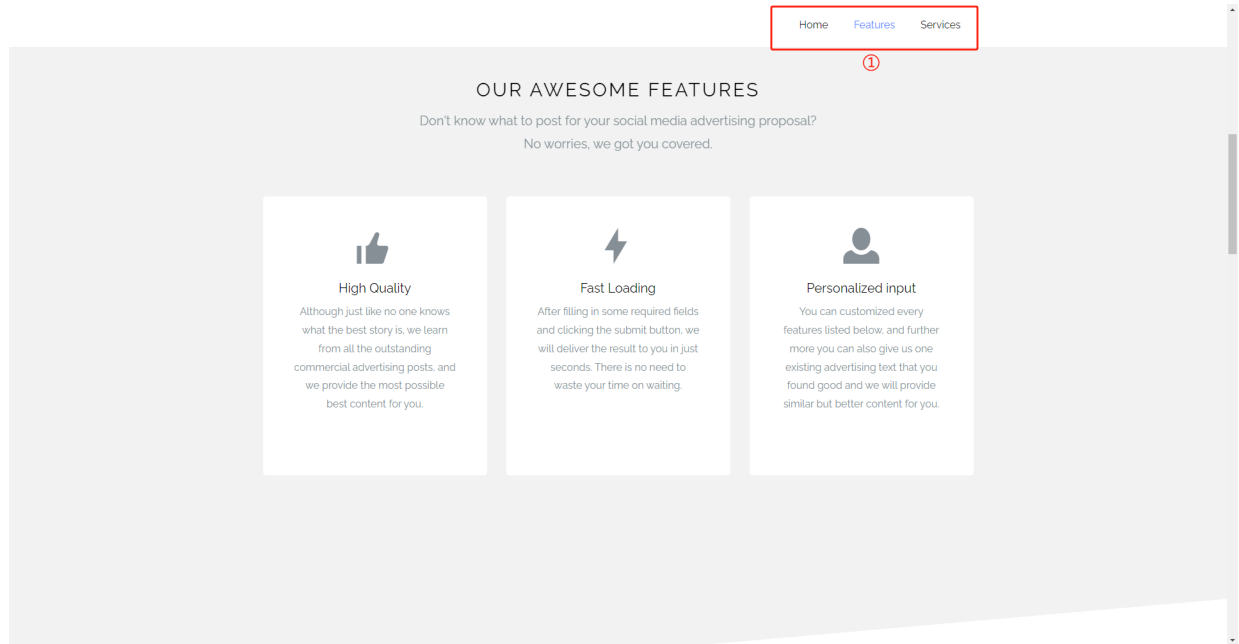 Home Features Services
①
OUR AWESOME FEATURES
Don't know what to post for your social media advertising proposal?
No worries, we got you covered.
High Quality
Although just like no one knows
what the best story is, we learn
from all the outstanding
commercial advertising posts, and
we provide the most possible
best content for you.
Fast Loading
After filling in some required fields
and clicking the submit button, we
will deliver the result to you in just
seconds. There is no need to
waste your time on waiting.
Personalized input
You can customized every
features listed below, and further
more you can also give us one
existing advertising text that you
found good and we will provide
similar but better content for you.